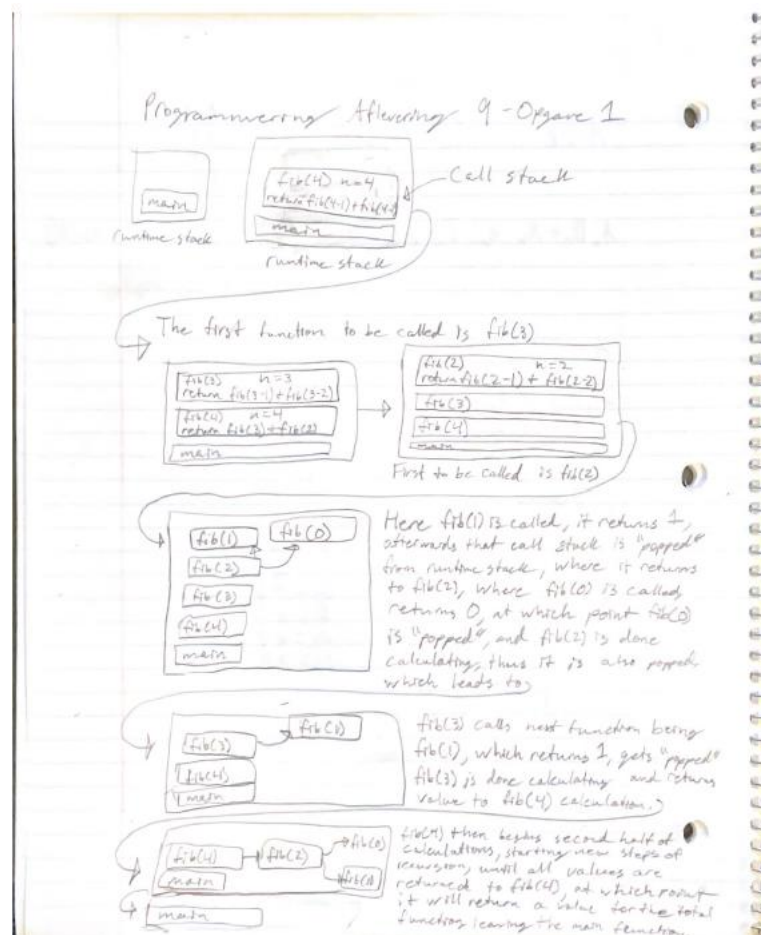 Programmering Aflevering 9 - Opgave 1
main
runtime stack
fib(4) n=4
return fib(4-1)+fib(4-2)
main
runtime stack
Call stack
The first function to be called is fib(3)
fib(3) n=3
return fib(3-1)+fib(3-2)
fib(4) n=4
return fib(3)+fib(2)
main
fib(2) n=2
return fib(2-1) + fib(2-2)
fib(3)
fib(4)
main
First to be called is fib(2)
fib(1) fib(0)
fib(2)
fib(3)
fib(4)
main
Here fib(1) is called, it returns 1,
afterwards that call stack is "popped"
from runtime stack, where it returns
to fib(2), where fib(0) is called,
returns 0, at which point fib(0)
is "popped", and fib(2) is done
calculating, thus it is also popped,
which leads to
fib(1)
fib(3)
fib(4)
main
fib(3) calls next function being
fib(1), which returns 1, gets "popped"
fib(3) is done calculating and returns
value to fib(4) calculation.
fib(4) fib(2) fib(0)
main
main
fib(4) then begins second half of
calculations, starting new steps of
recursion, until all values are
returned to fib(4), at which point
it will return a value for the total
function leaving the main function